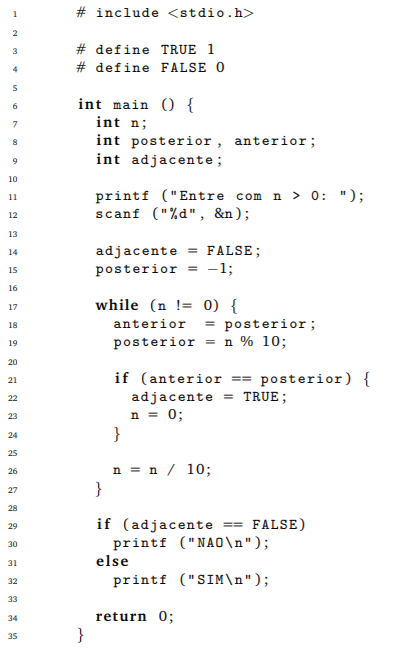 1 # include <stdio.h>
2
3 # define TRUE 1
4 # define FALSE 0
5
6 int main () {
7 int n;
8 int posterior, anterior;
9 int adjacente;
10
11 printf ("Entre com n > 0: ");
12 scanf ("%d", &n);
13
14 adjacente = FALSE;
15 posterior = −1;
16
17 while (n != 0) {
18 anterior = posterior;
19 posterior = n % 10;
20
21 if (anterior == posterior) {
22 adjacente = TRUE;
23 n = 0;
24 }
25
26 n = n / 10;
27 }
28
29 if (adjacente == FALSE)
30 printf ("NAO\n");
31 else
32 printf ("SIM\n");
33
34 return 0;
35 }